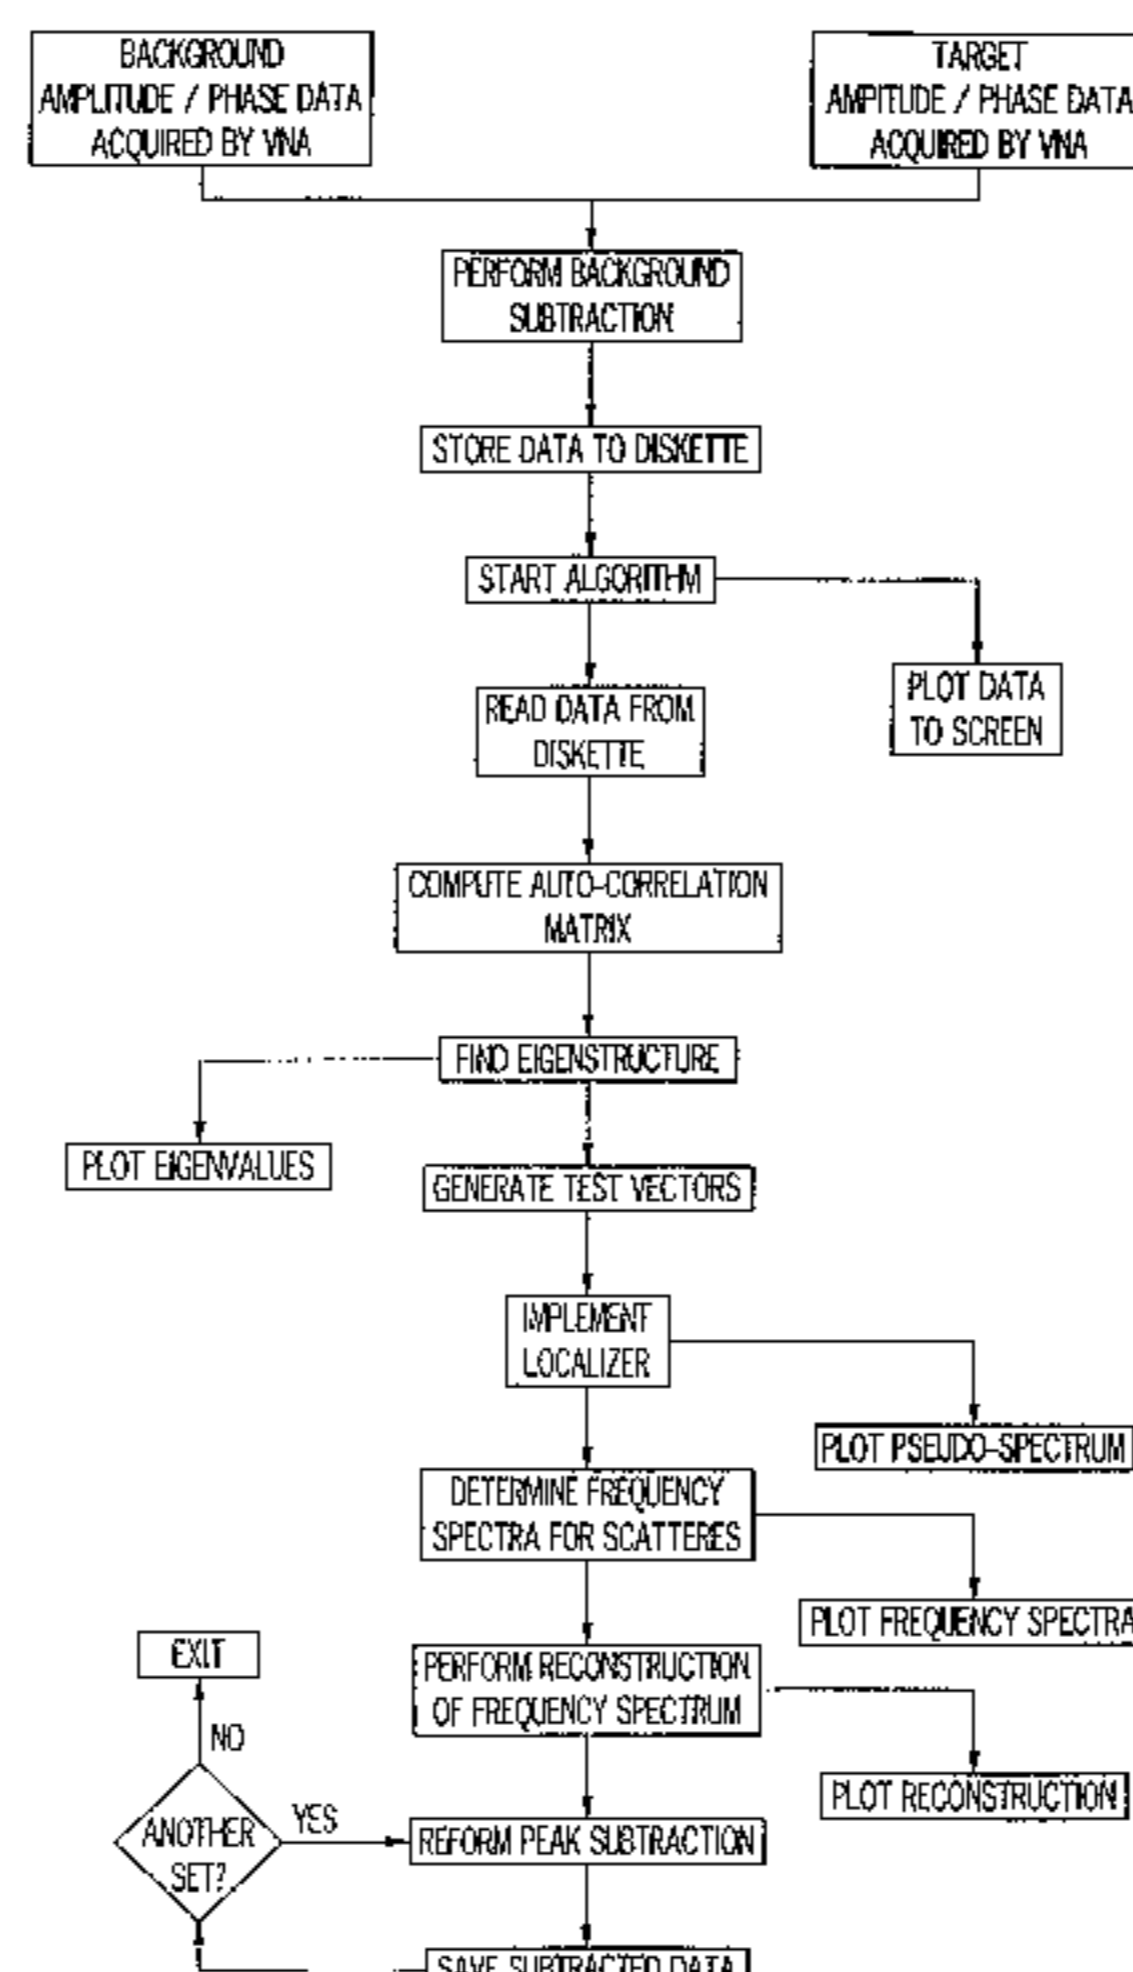 BACKGROUND
AMPLITUDE / PHASE DATA
ACQUIRED BY VNA
TARGET
AMPITUDE / PHASE DATA
ACQUIRED BY VNA
PERFORM BACKGROUND
SUBTRACTION
STORE DATA TO DISKETTE
START ALGORITHM
PLOT DATA
TO SCREEN
READ DATA FROM
DISKETTE
COMPUTE AUTO-CORRELATION
MATRIX
FIND EIGENSTRUCTURE
PLOT EIGENVALUES
GENERATE TEST VECTORS
IMPLEMENT
LOCALIZER
PLOT PSEUDO-SPECTRUM
DETERMINE FREQUENCY
SPECTRA FOR SCATTERES
PLOT FREQUENCY SPECTRA
EXIT
PERFORM RECONSTRUCTION
OF FREQUENCY SPECTRUM
NO
PLOT RECONSTRUCTION
ANOTHER
SET?
YES
REFORM PEAK SUBTRACTION
SAVE SUBTRACTED DATA